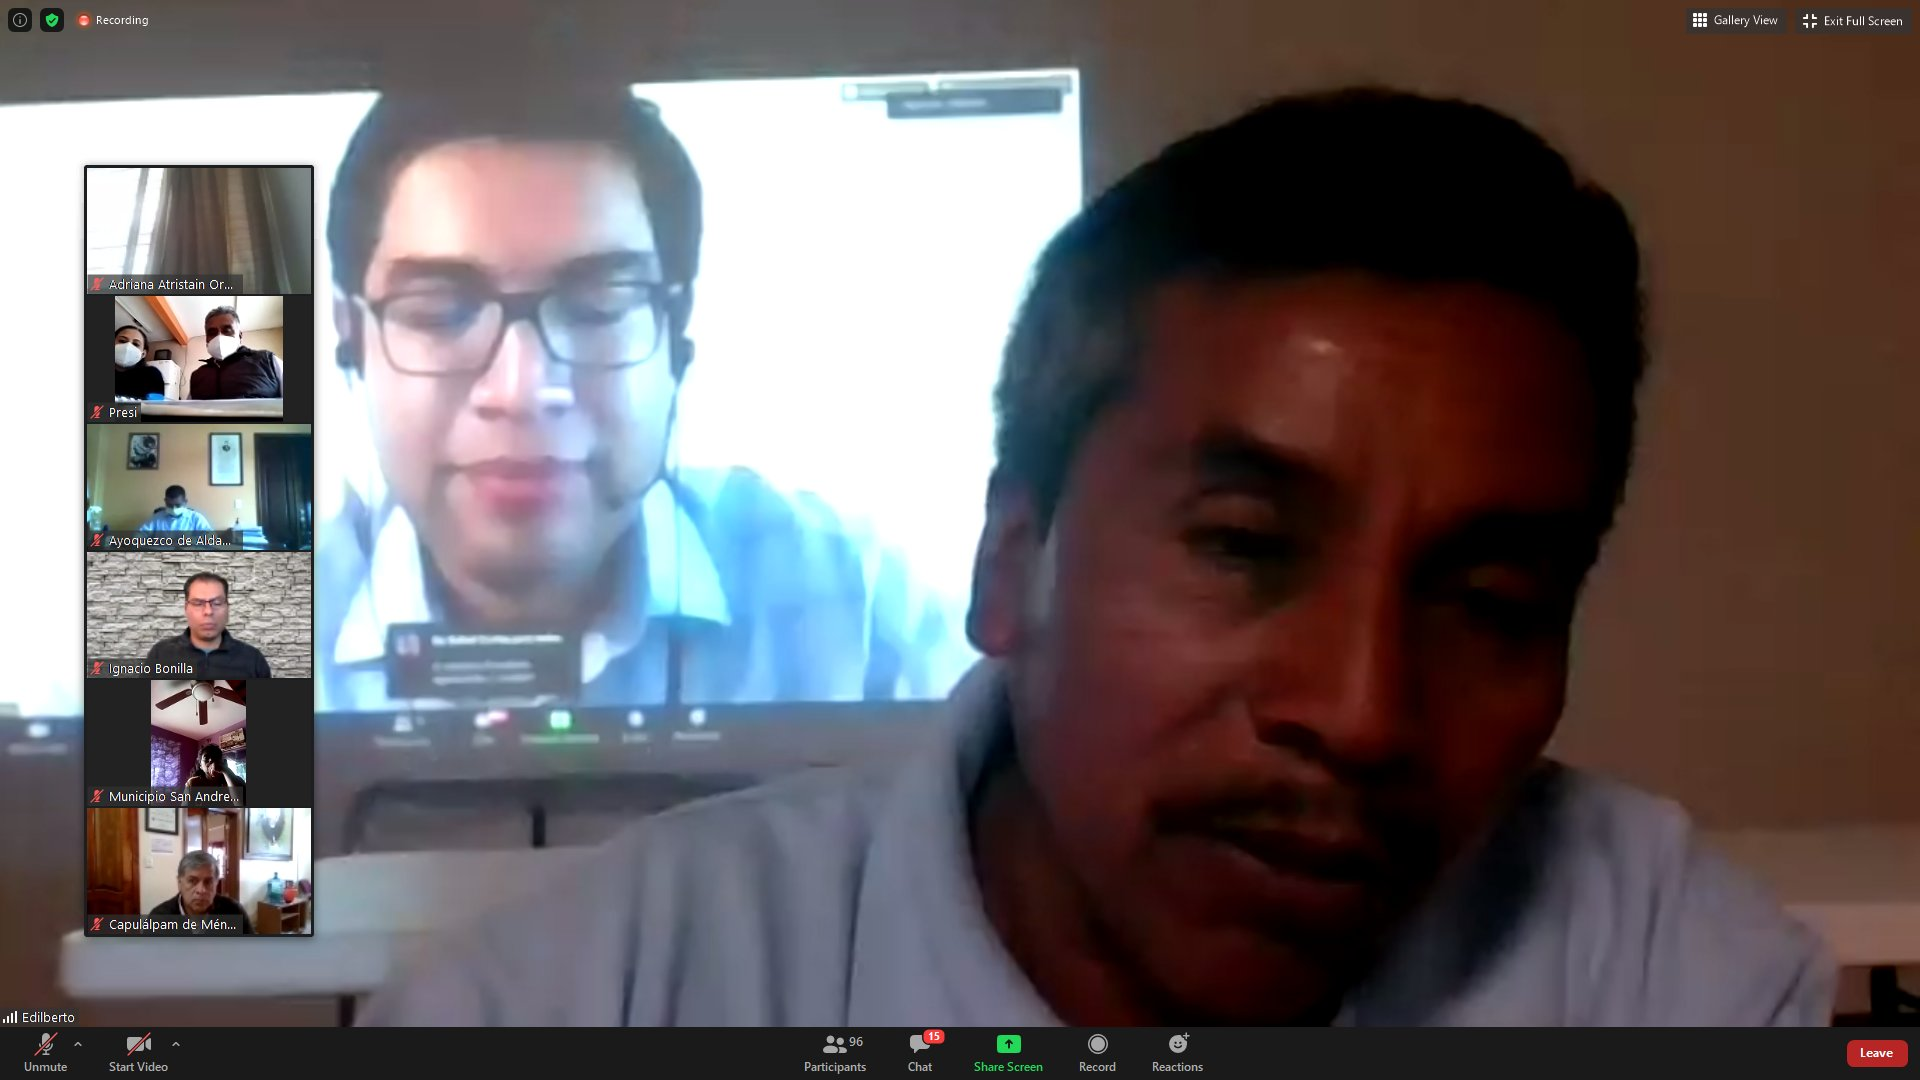 Recording
Gallery View
Exit Full Screen
Adriana Atristain Or...
Presi
Ayoquezco de Alda...
Ignacio Bonilla
Municipio San Andre...
Capulálpam de Mén...
Edilberto
Unmute
Start Video
96
Participants
15
Chat
Share Screen
Record
Reactions
Leave